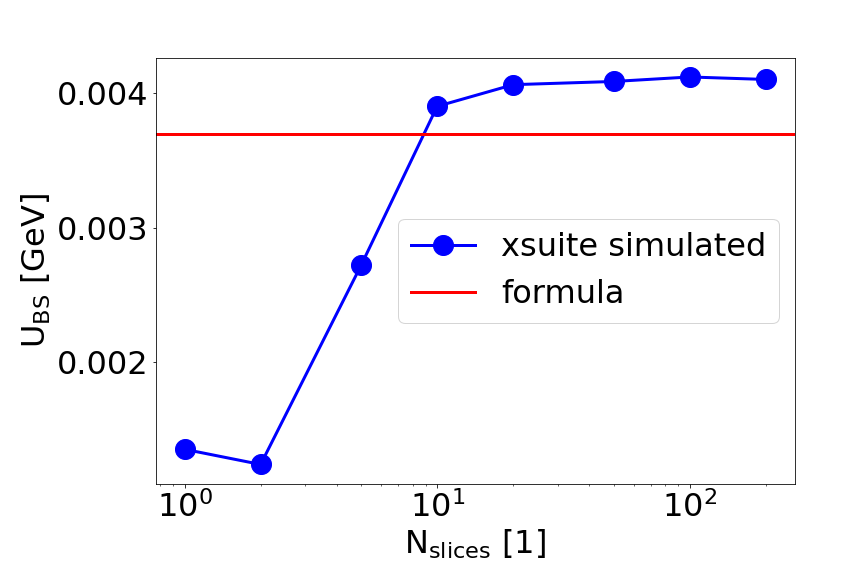 0.004
0.003
0.002
U_BS [GeV]
xsuite simulated
formula
10^0 10^1 10^2
N_slices [1]